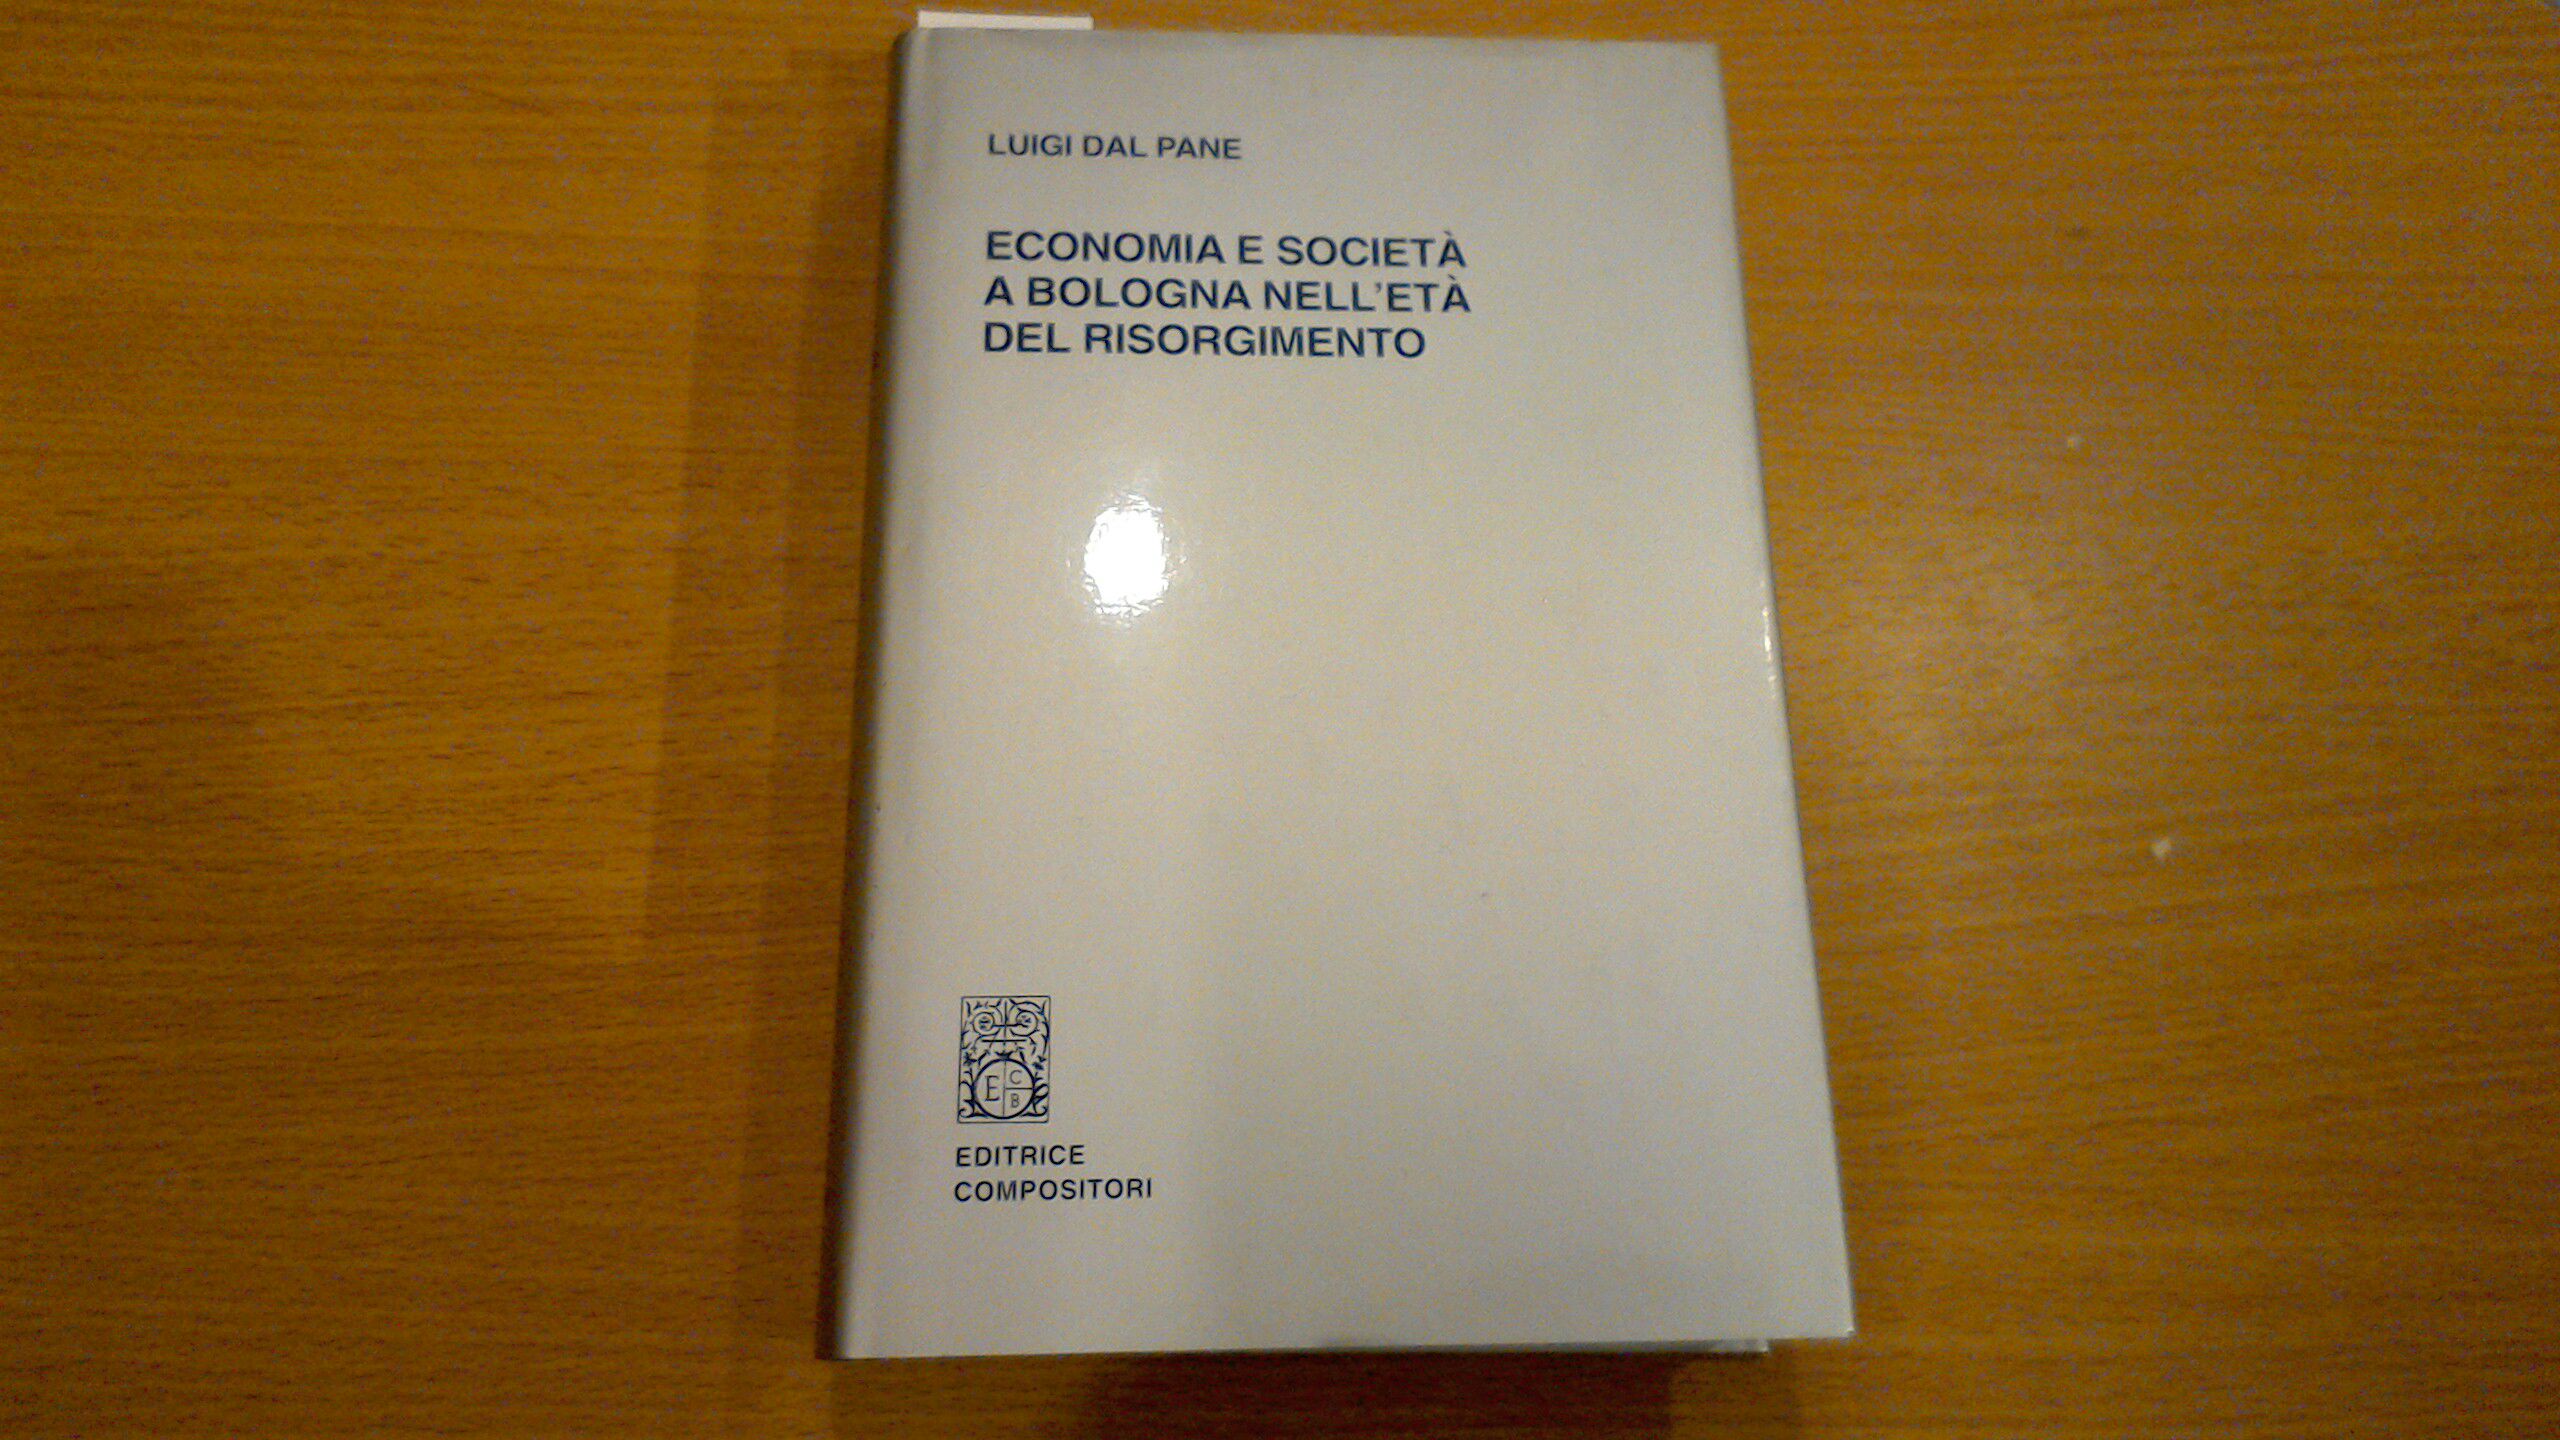 LUIGI DAL PANE
ECONOMIA E SOCIETÀ
A BOLOGNA NELL'ETÀ
DEL RISORGIMENTO
E C
B
EDITRICE
COMPOSITORI